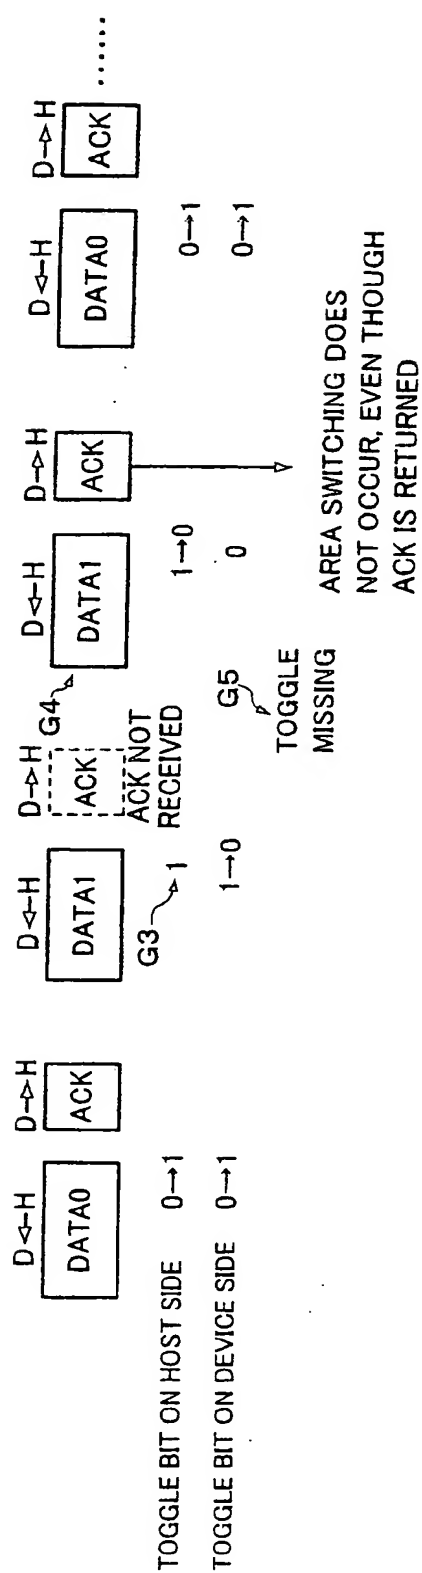 D←H D→H D←H D→H D←H D→H D←H D→H
DATA0 ACK DATA1 ACK DATA1 ACK DATA0 ACK ......
G4
ACK NOT
RECEIVED
G3
TOGGLE BIT ON HOST SIDE 0→1 1 1→0 0→1
TOGGLE BIT ON DEVICE SIDE 0→1 1→0 0 0→1
G5
TOGGLE
MISSING
AREA SWITCHING DOES
NOT OCCUR, EVEN THOUGH
ACK IS RETURNED